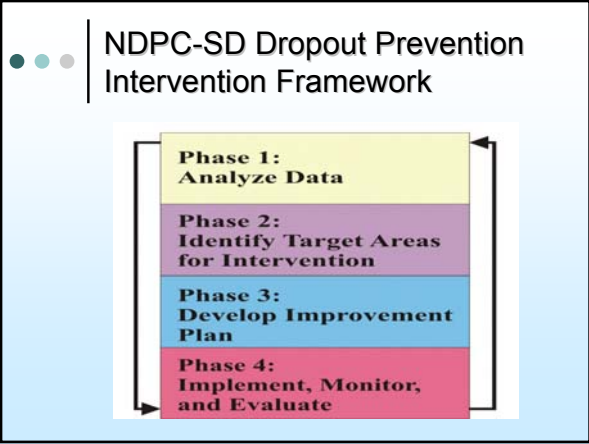 NDPC-SD Dropout Prevention
Intervention Framework
Phase 1:
Analyze Data
Phase 2:
Identify Target Areas
for Intervention
Phase 3:
Develop Improvement
Plan
Phase 4:
Implement, Monitor,
and Evaluate